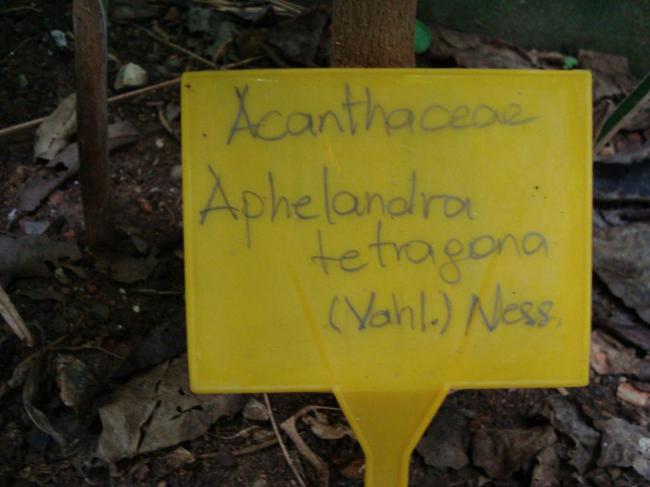 Acanthaceae
Aphelandra
tetragona
(Vahl.) Ness.